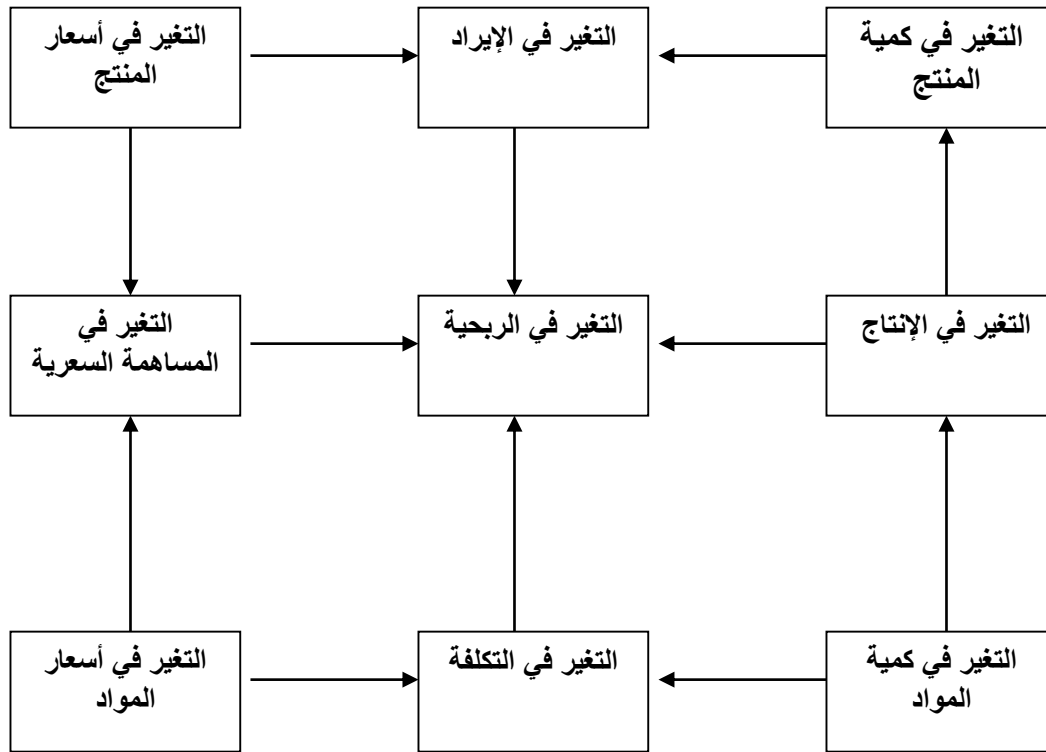 التغير في كمية
المنتج
التغير في الإيراد
التغير في أسعار
المنتج
التغير في الإنتاج
التغير في الربحية
التغير في
المساهمة السعرية
التغير في كمية
المواد
التغير في التكلفة
التغير في أسعار
المواد